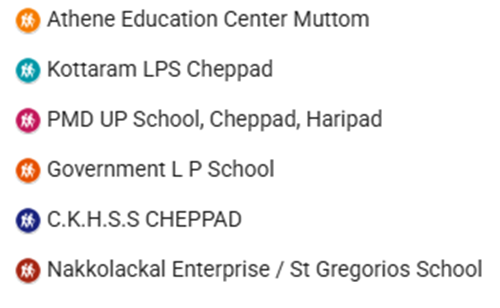 Athene Education Center Muttom
Kottaram LPS Cheppad
PMD UP School, Cheppad, Haripad
Government L P School
C.K.H.S.S CHEPPAD
Nakkolackal Enterprise / St Gregorios School